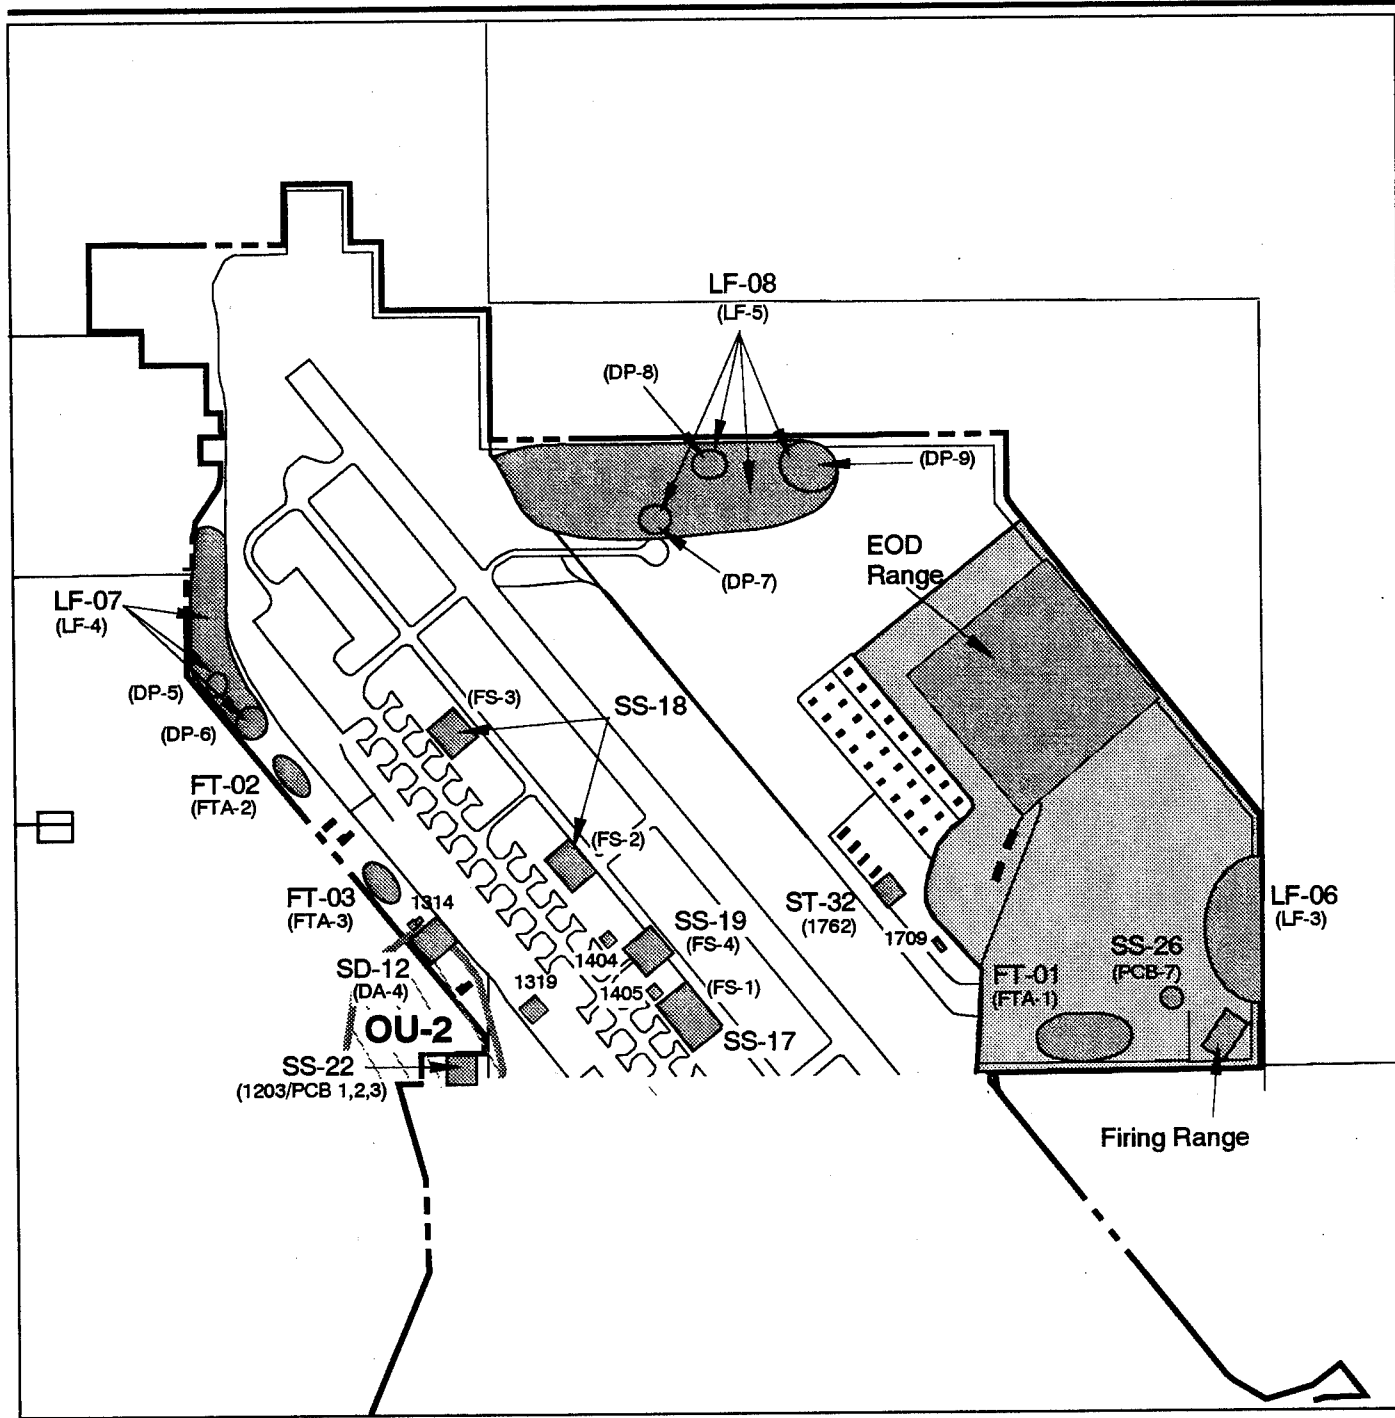 LF-08
(LF-5)
(DP-8)
(DP-9)
EOD
Range
(DP-7)
LF-07
(LF-4)
(DP-5)
(DP-6)
(FS-3)
SS-18
FT-02
(FTA-2)
(FS-2)
FT-03
(FTA-3)
1314
SS-19
(FS-4)
ST-32
(1762)
1709
LF-06
(LF-3)
SS-26
(PCB-7)
FT-01
(FTA-1)
SD-12
(DA-4)
1404
1319
1405
(FS-1)
OU-2
SS-17
SS-22
(1203/PCB 1,2,3)
Firing Range